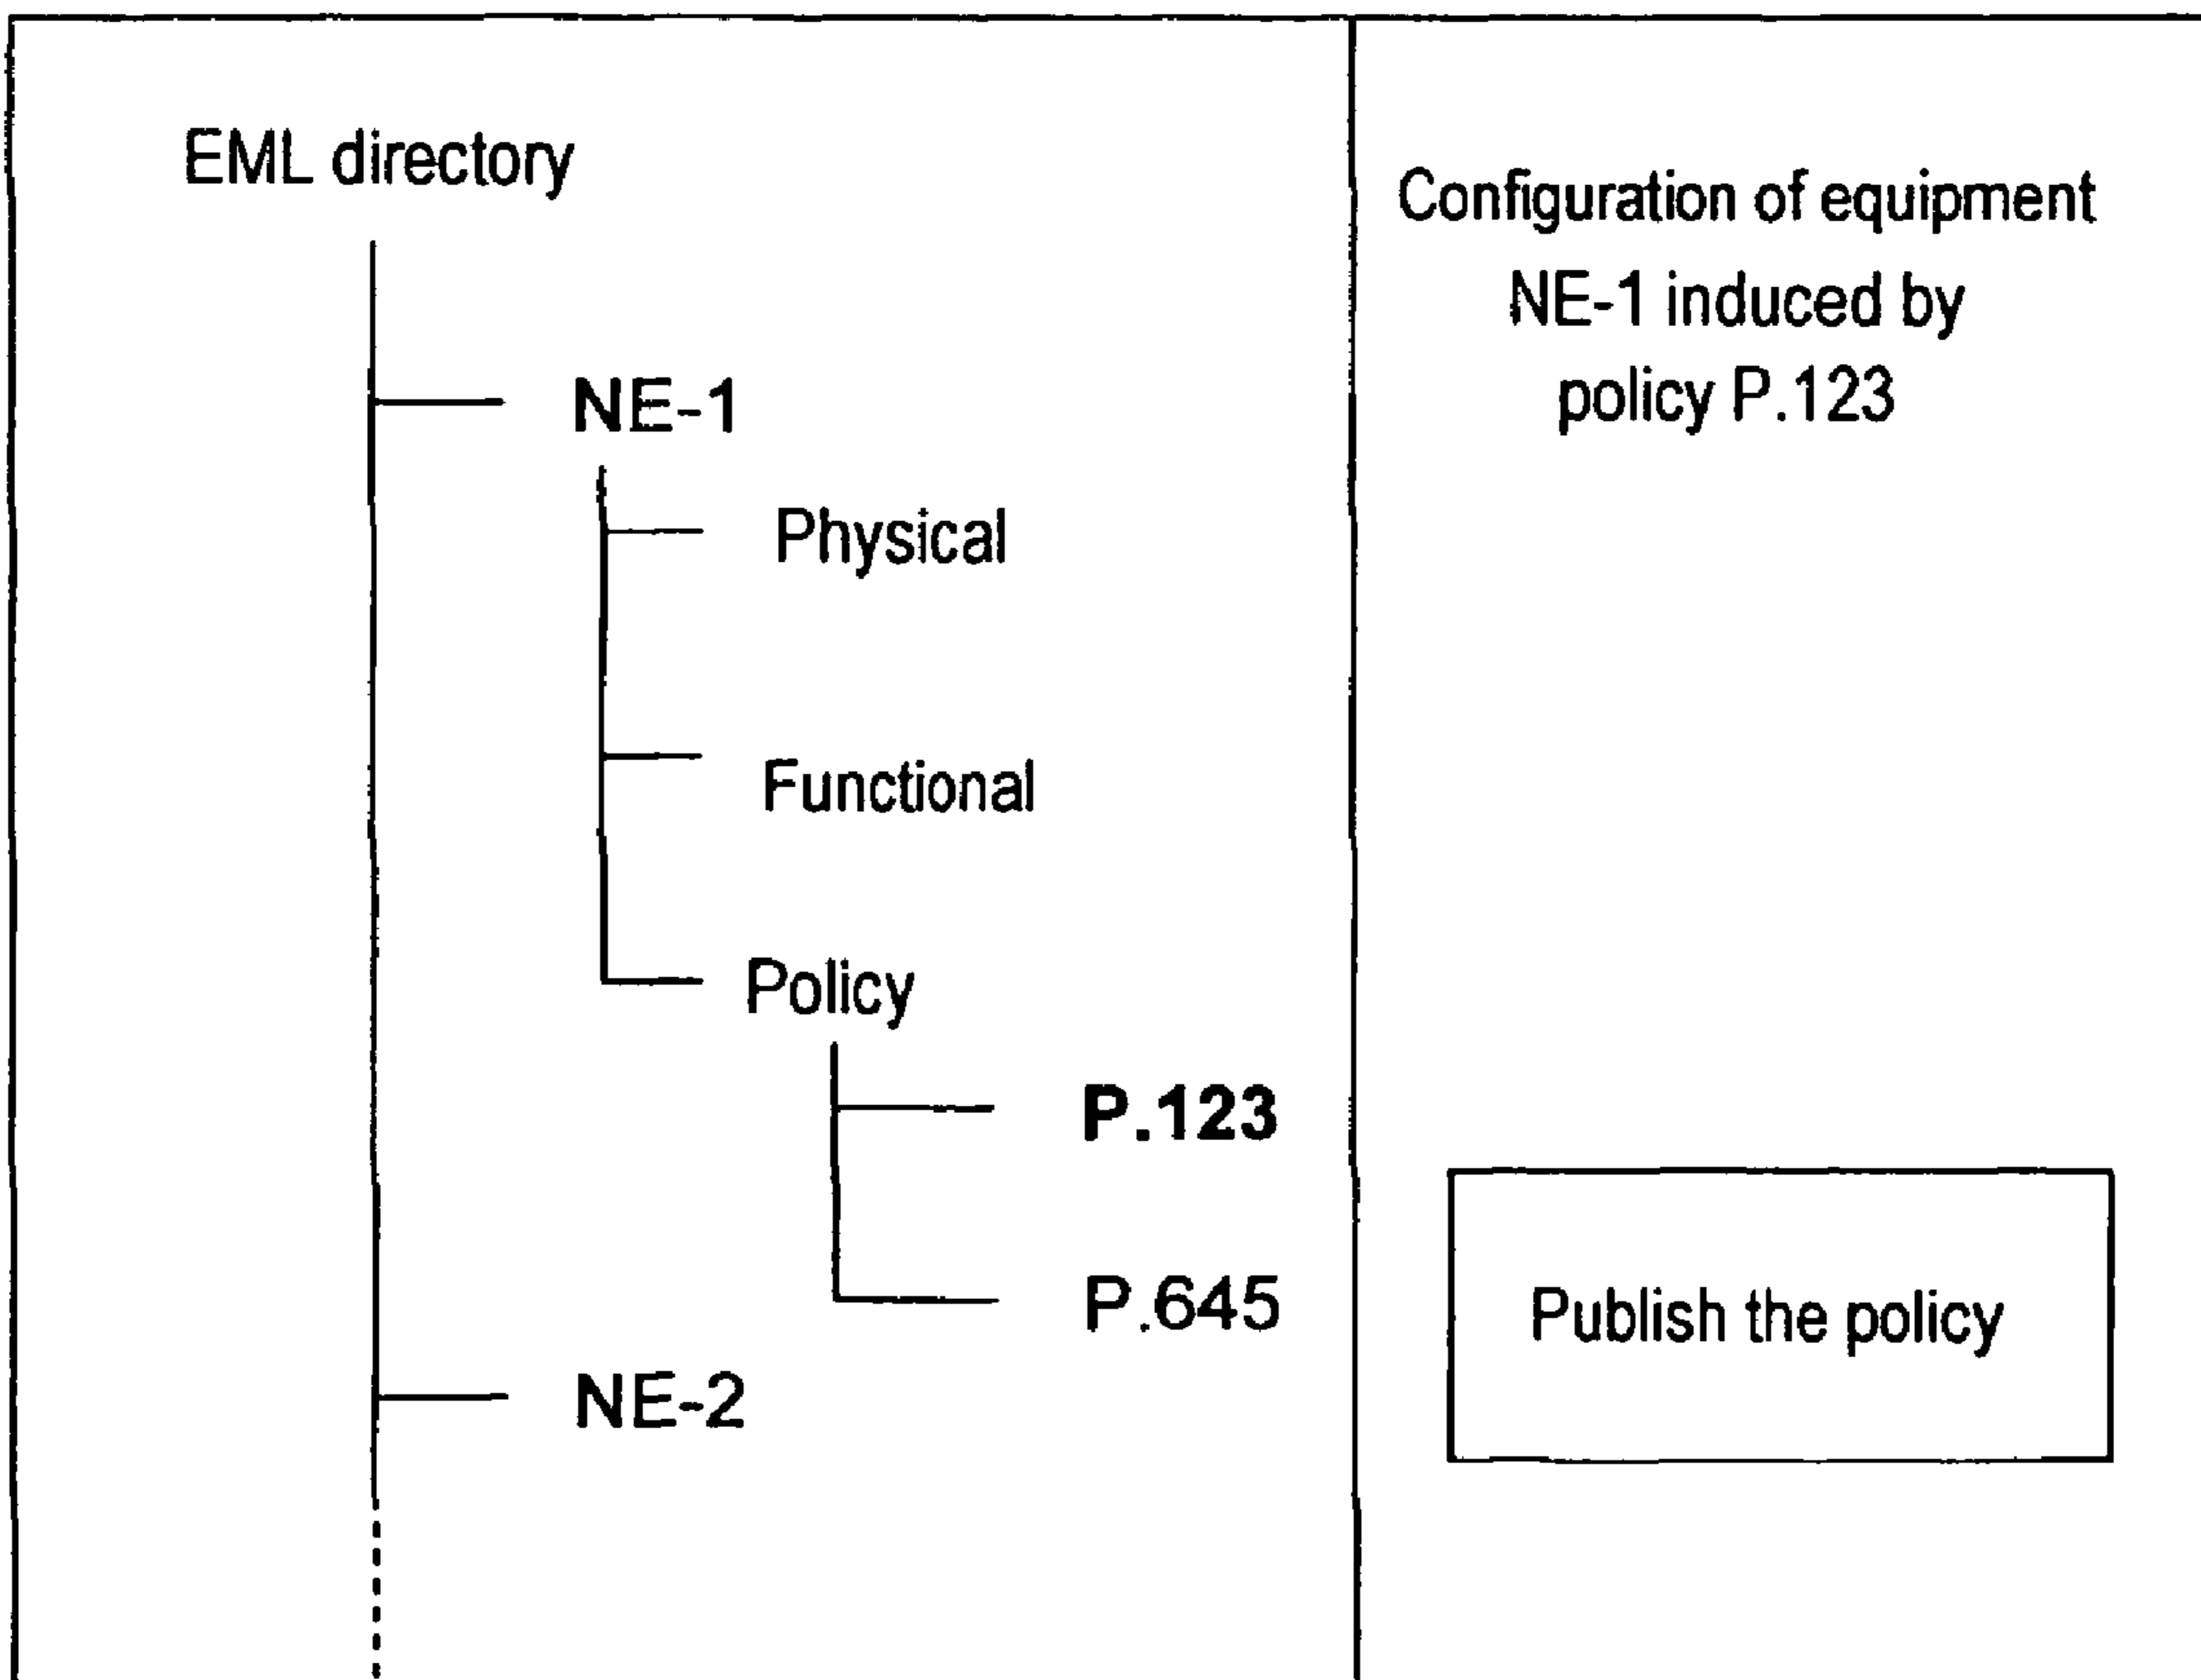 EML directory
NE-1
Physical
Functional
Policy
P.123
P.645
NE-2
Configuration of equipment
NE-1 induced by
policy P.123
Publish the policy